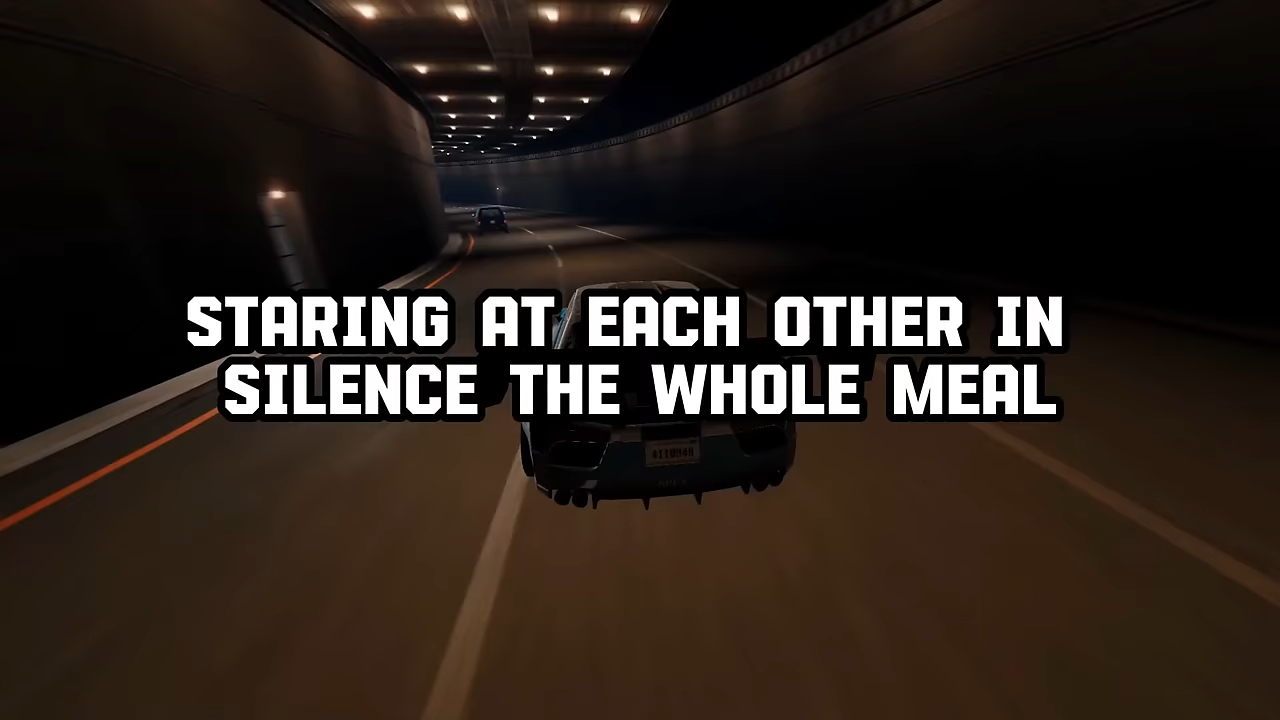 STARING AT EACH OTHER IN
SILENCE THE WHOLE MEAL